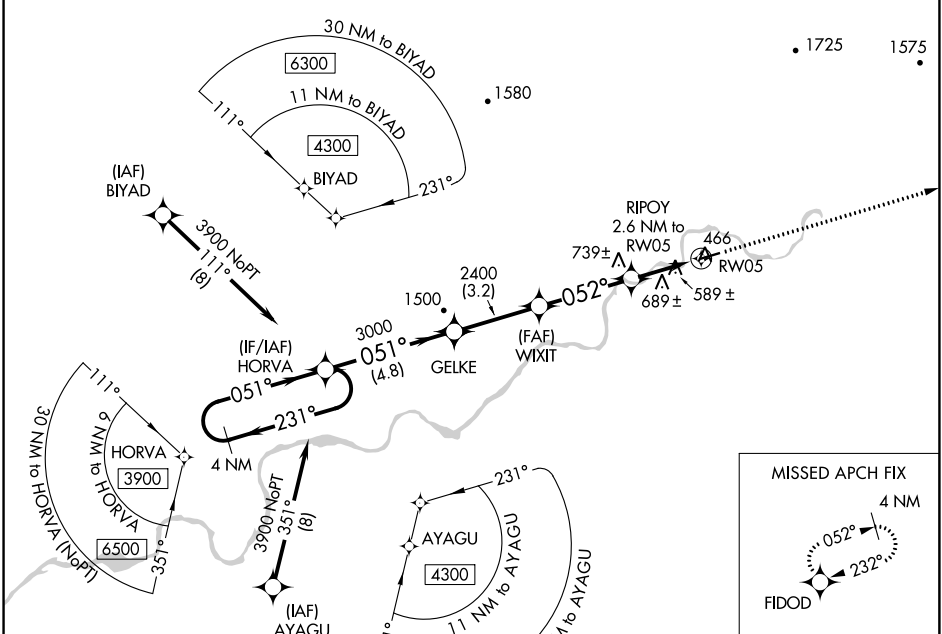 30 NM to BIYAD
6300
11 NM to BIYAD
4300
111°
BIYAD
231°
1580
1725
1575
(IAF)
BIYAD
3900 NoPT
111°
(8)
RIPOY
2.6 NM to
RW05
739±
466
RW05
689±
589±
2400
(3.2)
052°
1500
3000
051°
(4.8)
(FAF)
WIXIT
GELKE
(IF/IAF)
HORVA
051°
231°
4 NM
111°
30 NM to HORVA (NoPT)
6 NM to HORVA
HORVA
3900
6500
351°
3900 NoPT
351°
(8)
(IAF)
AYAGU
231°
AYAGU
4300
11 NM to AYAGU
M to AYAGU
MISSED APCH FIX
4 NM
052°
232°
FIDOD